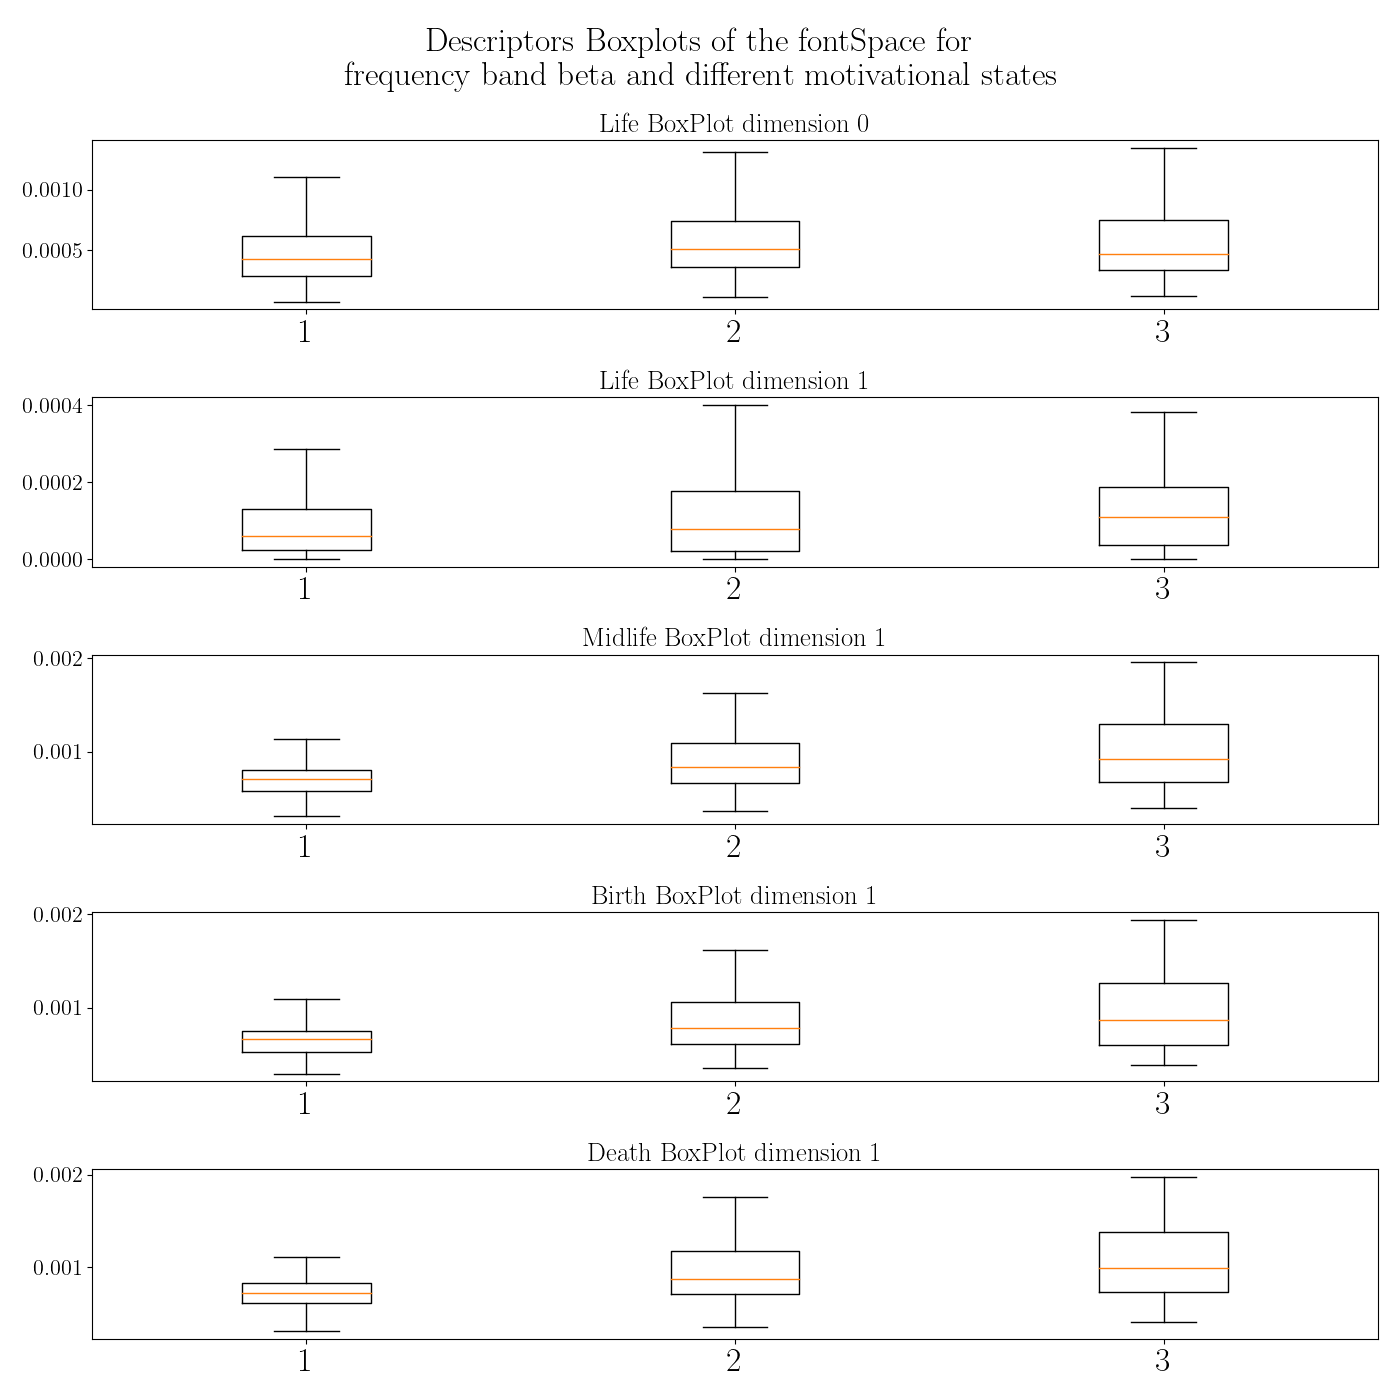 Descriptors Boxplots of the fontSpace for
frequency band beta and different motivational states
Life BoxPlot dimension 0
0.0010
0.0005
1 2 3
Life BoxPlot dimension 1
0.0004
0.0002
0.0000
1 2 3
Midlife BoxPlot dimension 1
0.002
0.001
1 2 3
Birth BoxPlot dimension 1
0.002
0.001
1 2 3
Death BoxPlot dimension 1
0.002
0.001
1 2 3